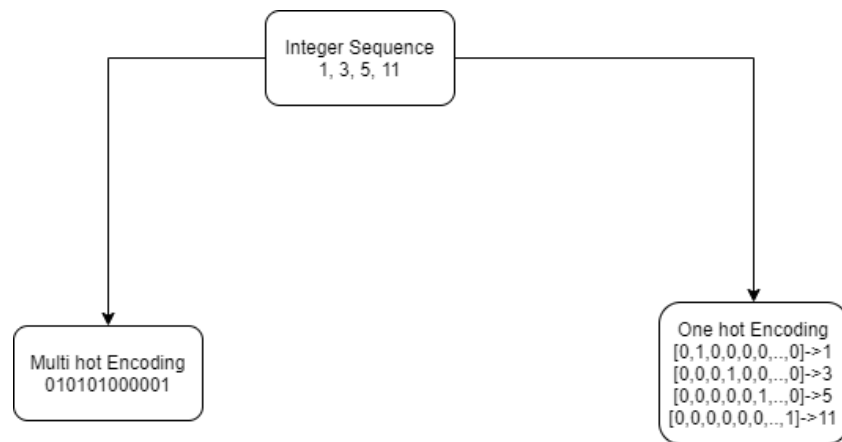 Integer Sequence
1, 3, 5, 11
Multi hot Encoding
010101000001
One hot Encoding
[0,1,0,0,0,0,..,0]->1
[0,0,0,1,0,0,..,0]->3
[0,0,0,0,0,1,..,0]->5
[0,0,0,0,0,0,..,1]->11